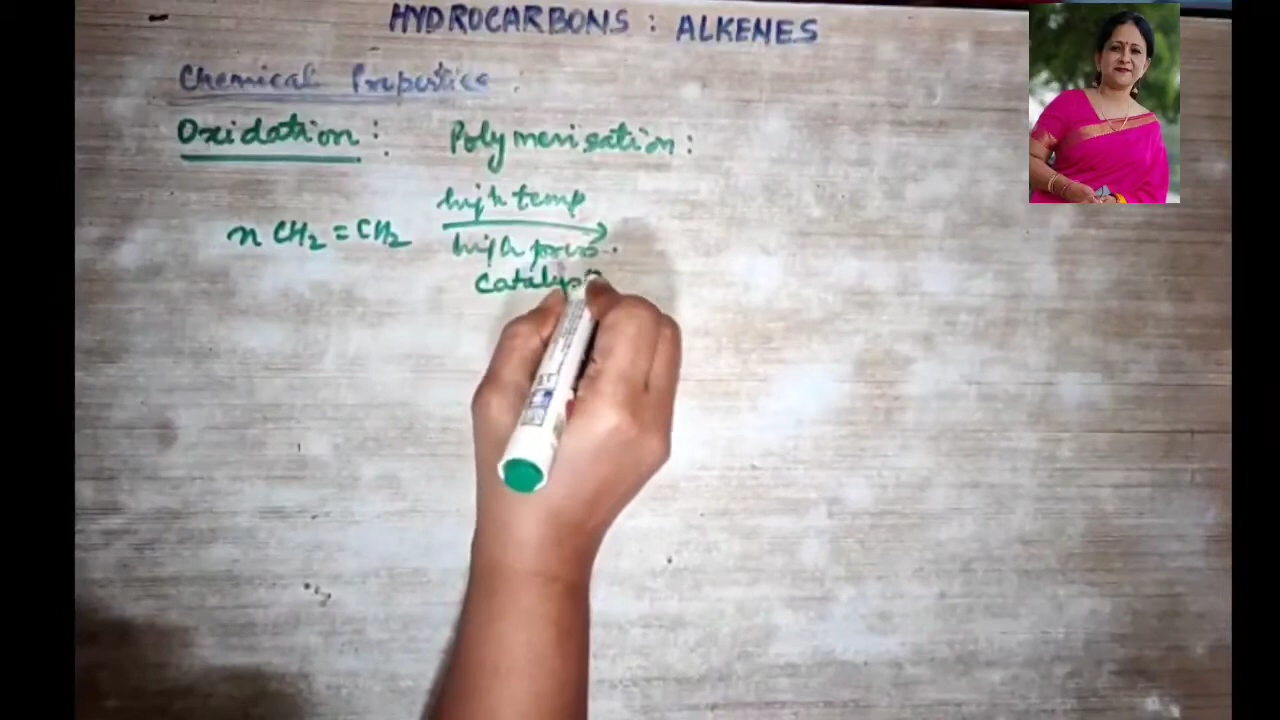 HYDROCARBONS : ALKENES
Chemical Properties .
Oxidation : Polymerisation :
n CH2 = CH2 high temp
high press.
Catalyst